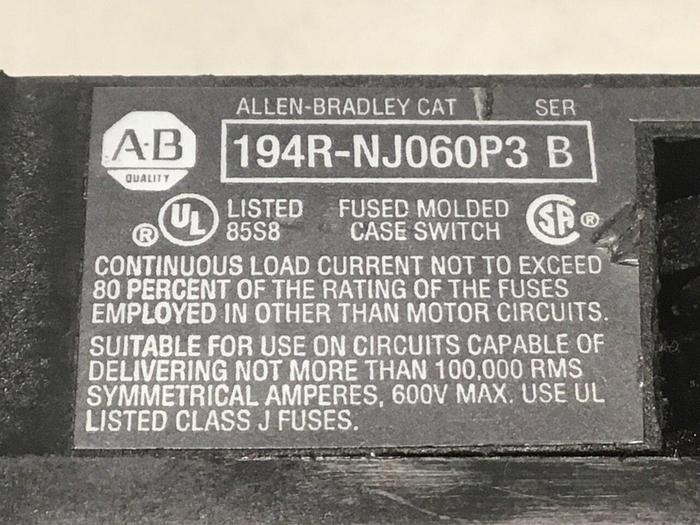 ALLEN-BRADLEY CAT SER
A-B
QUALITY
194R-NJ060P3 B
® UL LISTED FUSED MOLDED SA ®
85S8 CASE SWITCH
CONTINUOUS LOAD CURRENT NOT TO EXCEED
80 PERCENT OF THE RATING OF THE FUSES
EMPLOYED IN OTHER THAN MOTOR CIRCUITS.
SUITABLE FOR USE ON CIRCUITS CAPABLE OF
DELIVERING NOT MORE THAN 100,000 RMS
SYMMETRICAL AMPERES, 600V MAX. USE UL
LISTED CLASS J FUSES.